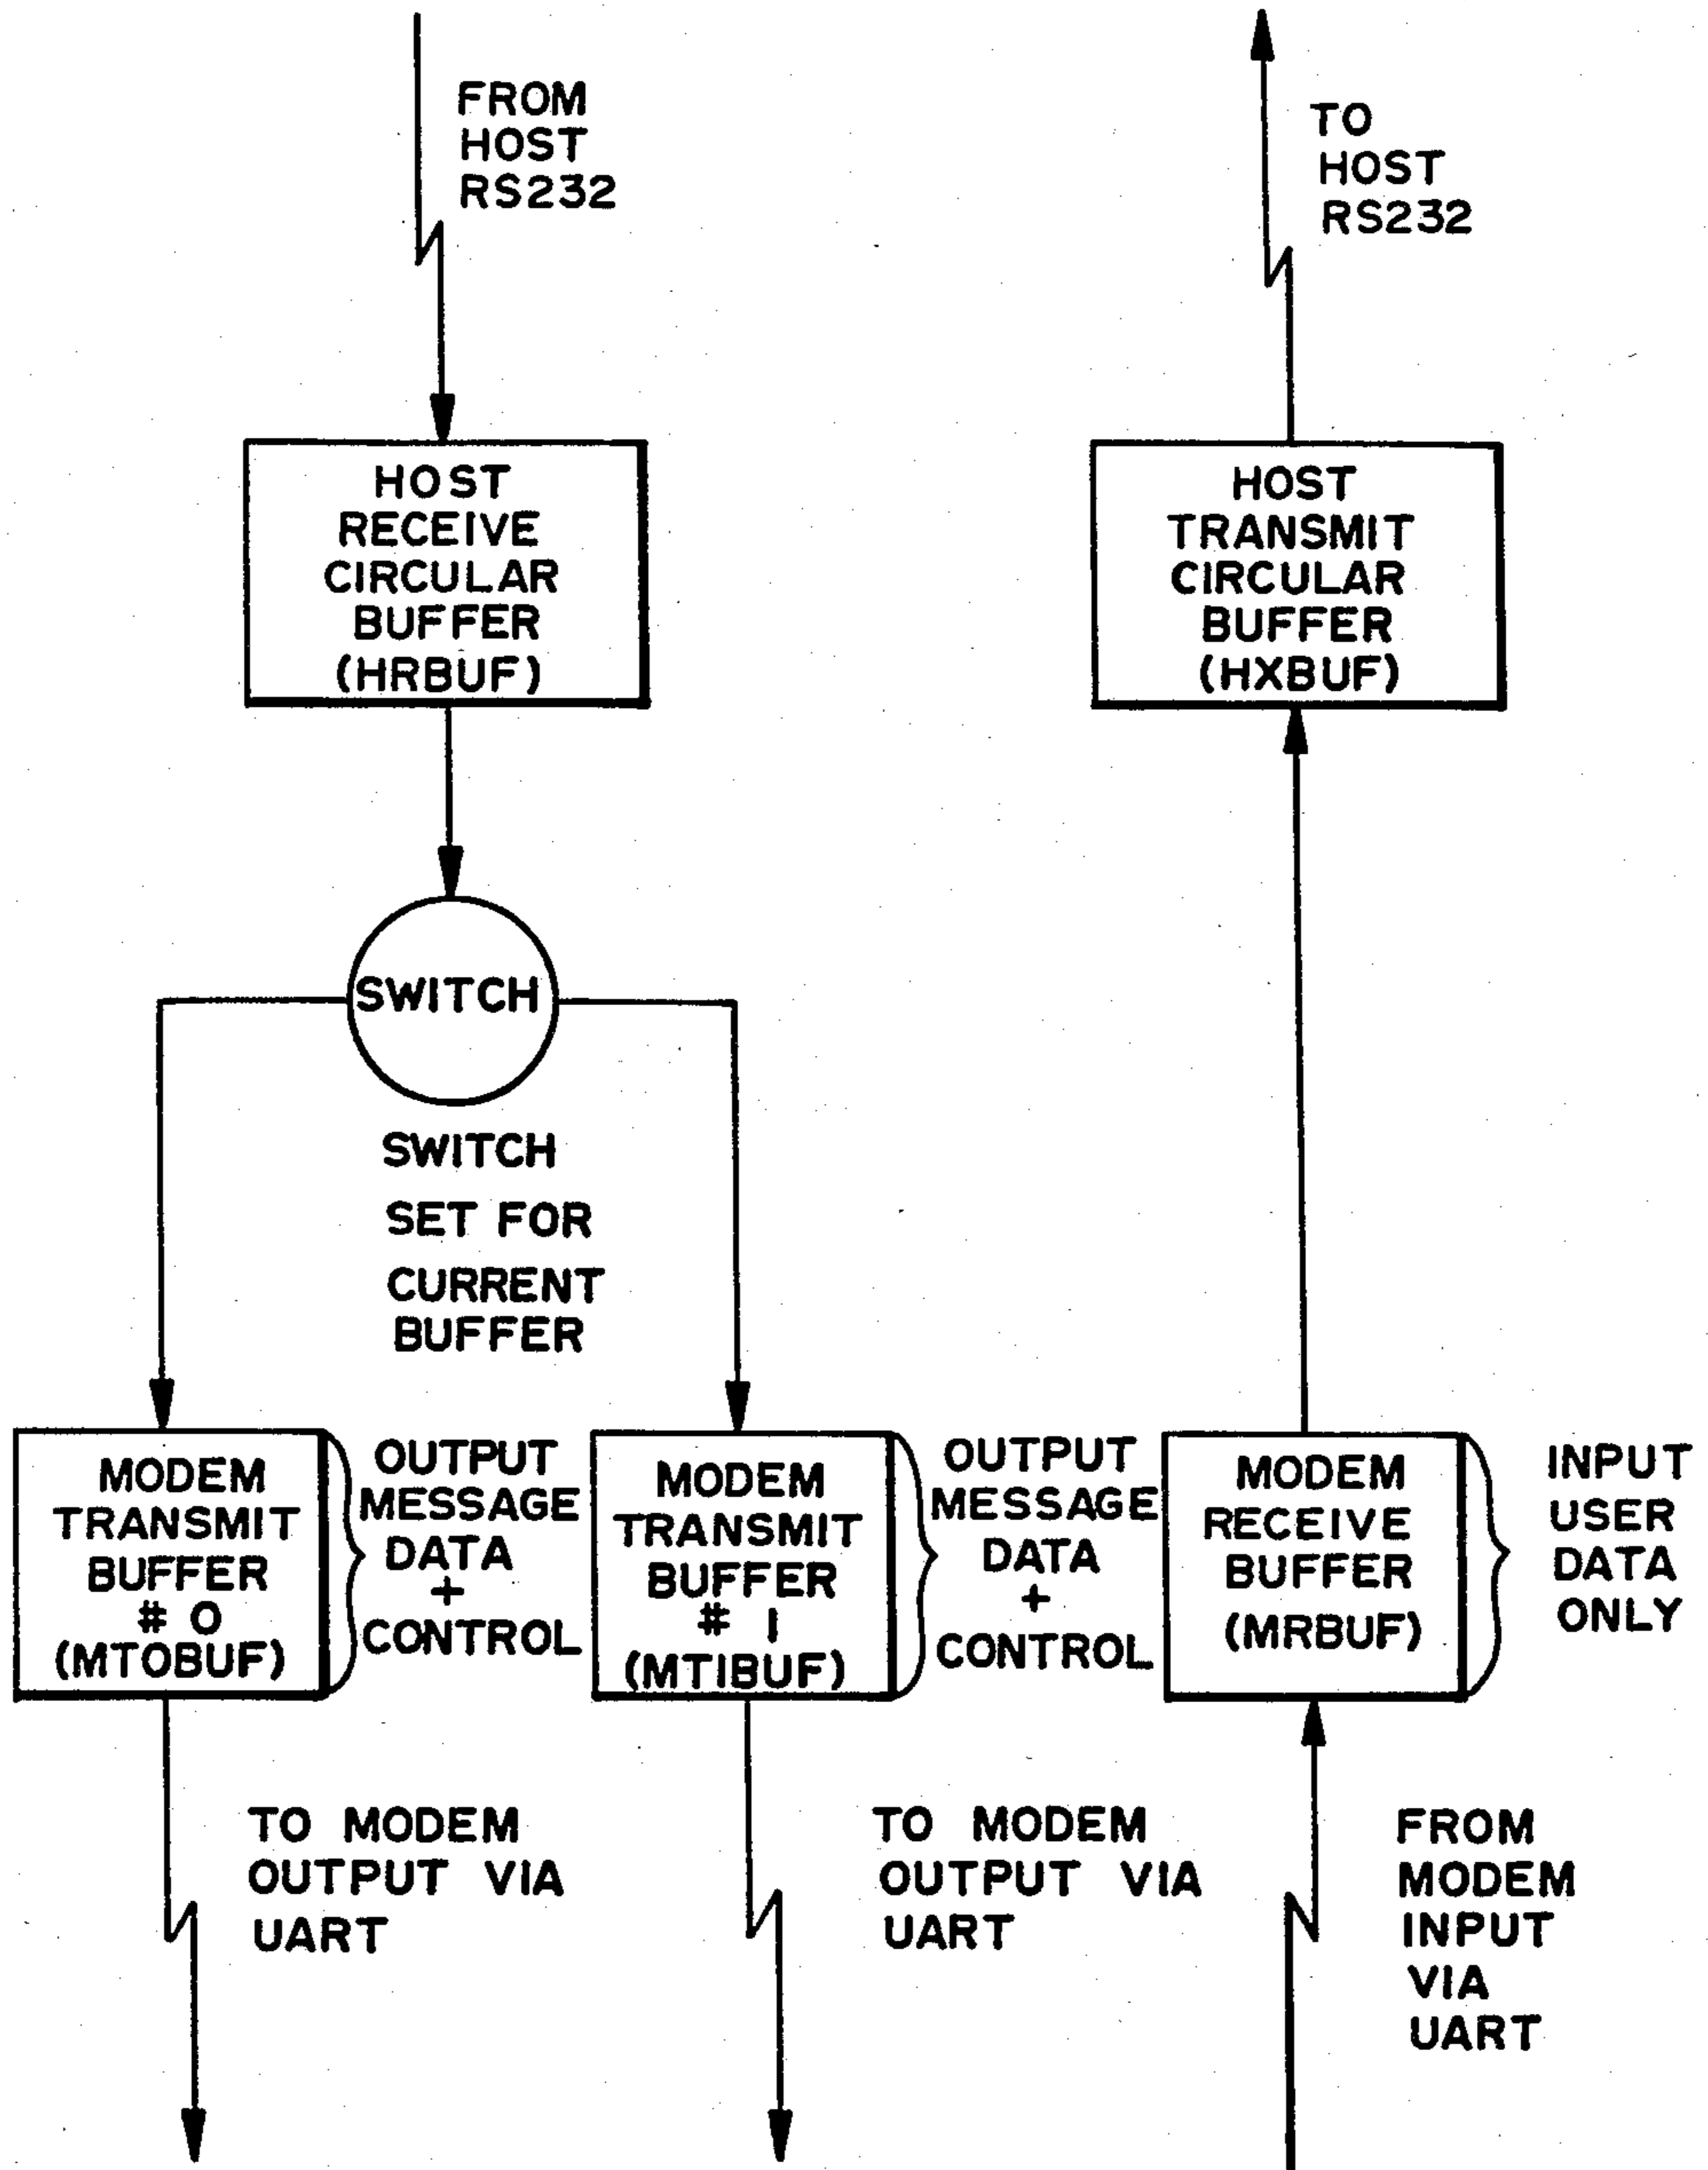 FROM
HOST
RS232
TO
HOST
RS232
HOST
RECEIVE
CIRCULAR
BUFFER
(HRBUF)
HOST
TRANSMIT
CIRCULAR
BUFFER
(HXBUF)
SWITCH
SWITCH
SET FOR
CURRENT
BUFFER
MODEM
TRANSMIT
BUFFER
# 0
(MTOBUF)
OUTPUT
MESSAGE
DATA
+
CONTROL
MODEM
TRANSMIT
BUFFER
# 1
(MTIBUF)
OUTPUT
MESSAGE
DATA
+
CONTROL
MODEM
RECEIVE
BUFFER
(MRBUF)
INPUT
USER
DATA
ONLY
TO MODEM
OUTPUT VIA
UART
TO MODEM
OUTPUT VIA
UART
FROM
MODEM
INPUT
VIA
UART